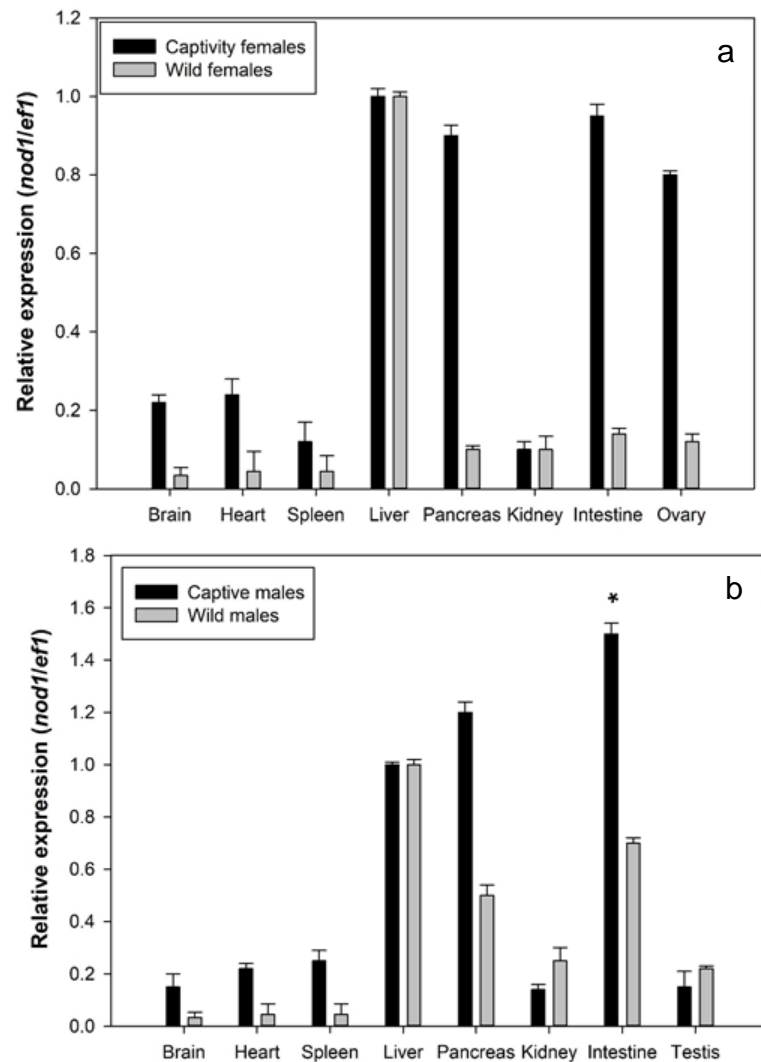 1.2
a
Captivity females
Wild females
1.0
0.8
0.6
0.4
0.2
0.0
Relative expression (nod1/ef1)
Brain Heart Spleen Liver Pancreas Kidney Intestine Ovary
1.8
b
Captive males
Wild males
1.6
*
1.4
1.2
1.0
0.8
0.6
0.4
0.2
0.0
Relative expression (nod1/ef1)
Brain Heart Spleen Liver Pancreas Kidney Intestine Testis